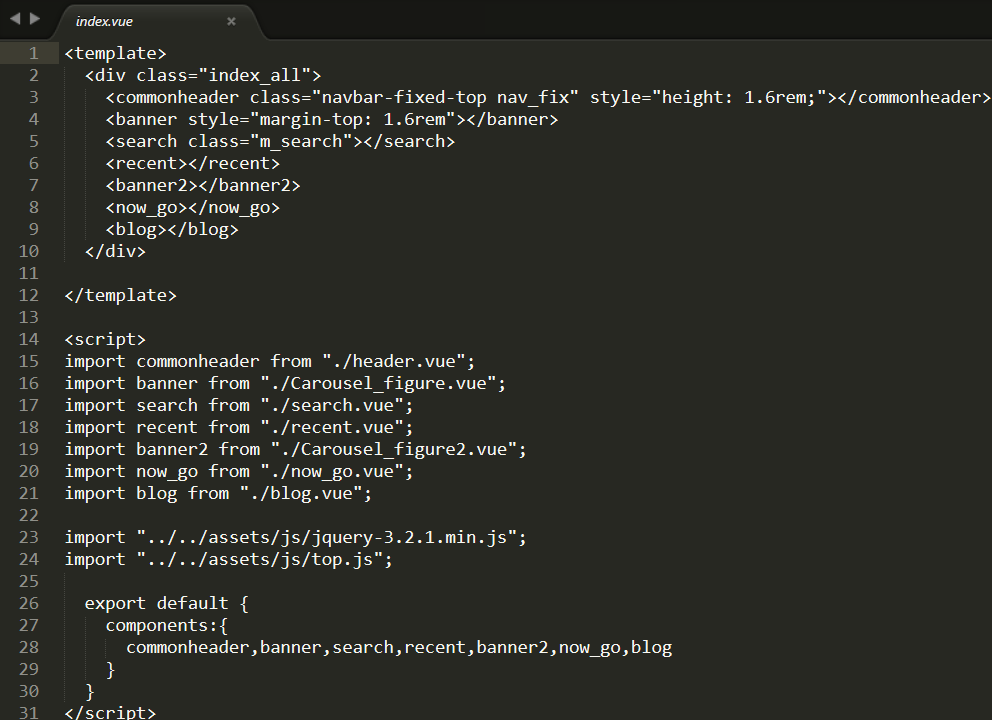 index.vue ×
1 <template>
2   <div class="index_all">
3     <commonheader class="navbar-fixed-top nav_fix" style="height: 1.6rem;"></commonheader>
4     <banner style="margin-top: 1.6rem"></banner>
5     <search class="m_search"></search>
6     <recent></recent>
7     <banner2></banner2>
8     <now_go></now_go>
9     <blog></blog>
10   </div>
11
12 </template>
13
14 <script>
15 import commonheader from "./header.vue";
16 import banner from "./Carousel_figure.vue";
17 import search from "./search.vue";
18 import recent from "./recent.vue";
19 import banner2 from "./Carousel_figure2.vue";
20 import now_go from "./now_go.vue";
21 import blog from "./blog.vue";
22
23 import "../../assets/js/jquery-3.2.1.min.js";
24 import "../../assets/js/top.js";
25
26   export default {
27     components:{
28       commonheader,banner,search,recent,banner2,now_go,blog
29     }
30   }
31 </script>